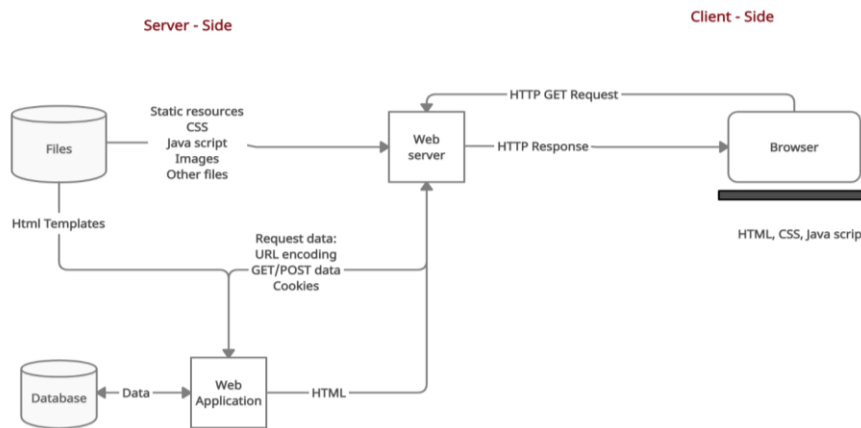 Server - Side
Client - Side
HTTP GET Request
Static resources
CSS
Java script
Images
Other files
Files
Web
server
HTTP Response
Browser
Html Templates
HTML, CSS, Java scrip
Request data:
URL encoding
GET/POST data
Cookies
Database
Data
Web
Application
HTML